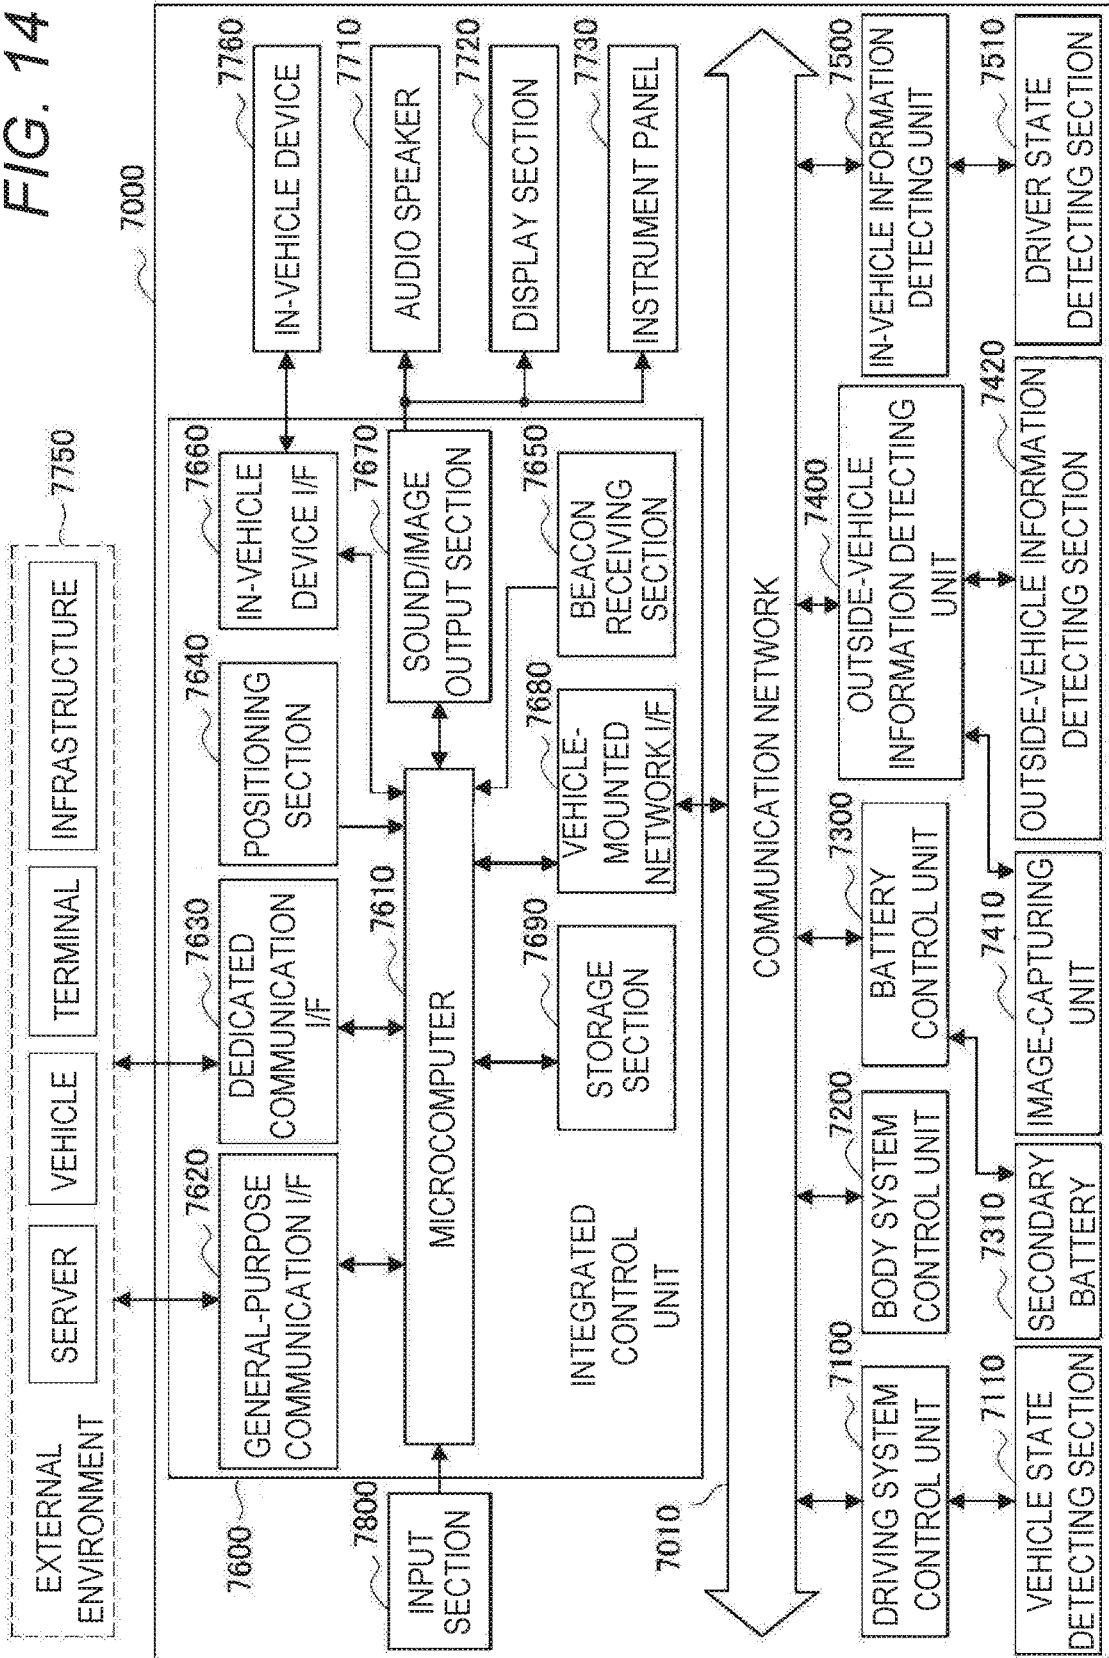 FIG. 14
7000
EXTERNAL
ENVIRONMENT
SERVER
VEHICLE
TERMINAL
INFRASTRUCTURE
7750
7600
7620
GENERAL-PURPOSE
COMMUNICATION I/F
7630
DEDICATED
COMMUNICATION
I/F
7640
POSITIONING
SECTION
7660
IN-VEHICLE
DEVICE I/F
7760
IN-VEHICLE DEVICE
7800
INPUT
SECTION
7610
MICROCOMPUTER
7670
SOUND/IMAGE
OUTPUT SECTION
7710
AUDIO SPEAKER
7720
DISPLAY SECTION
7730
INSTRUMENT PANEL
INTEGRATED
CONTROL
UNIT
7690
STORAGE
SECTION
7680
VEHICLE-
MOUNTED
NETWORK I/F
7650
BEACON
RECEIVING
SECTION
7010
COMMUNICATION NETWORK
7100
DRIVING SYSTEM
CONTROL UNIT
7200
BODY SYSTEM
CONTROL UNIT
7300
BATTERY
CONTROL UNIT
7400
OUTSIDE-VEHICLE
INFORMATION DETECTING
UNIT
7500
IN-VEHICLE INFORMATION
DETECTING UNIT
7110
VEHICLE STATE
DETECTING SECTION
7310
SECONDARY
BATTERY
7410
IMAGE-CAPTURING
UNIT
7420
OUTSIDE-VEHICLE INFORMATION
DETECTING SECTION
7510
DRIVER STATE
DETECTING SECTION